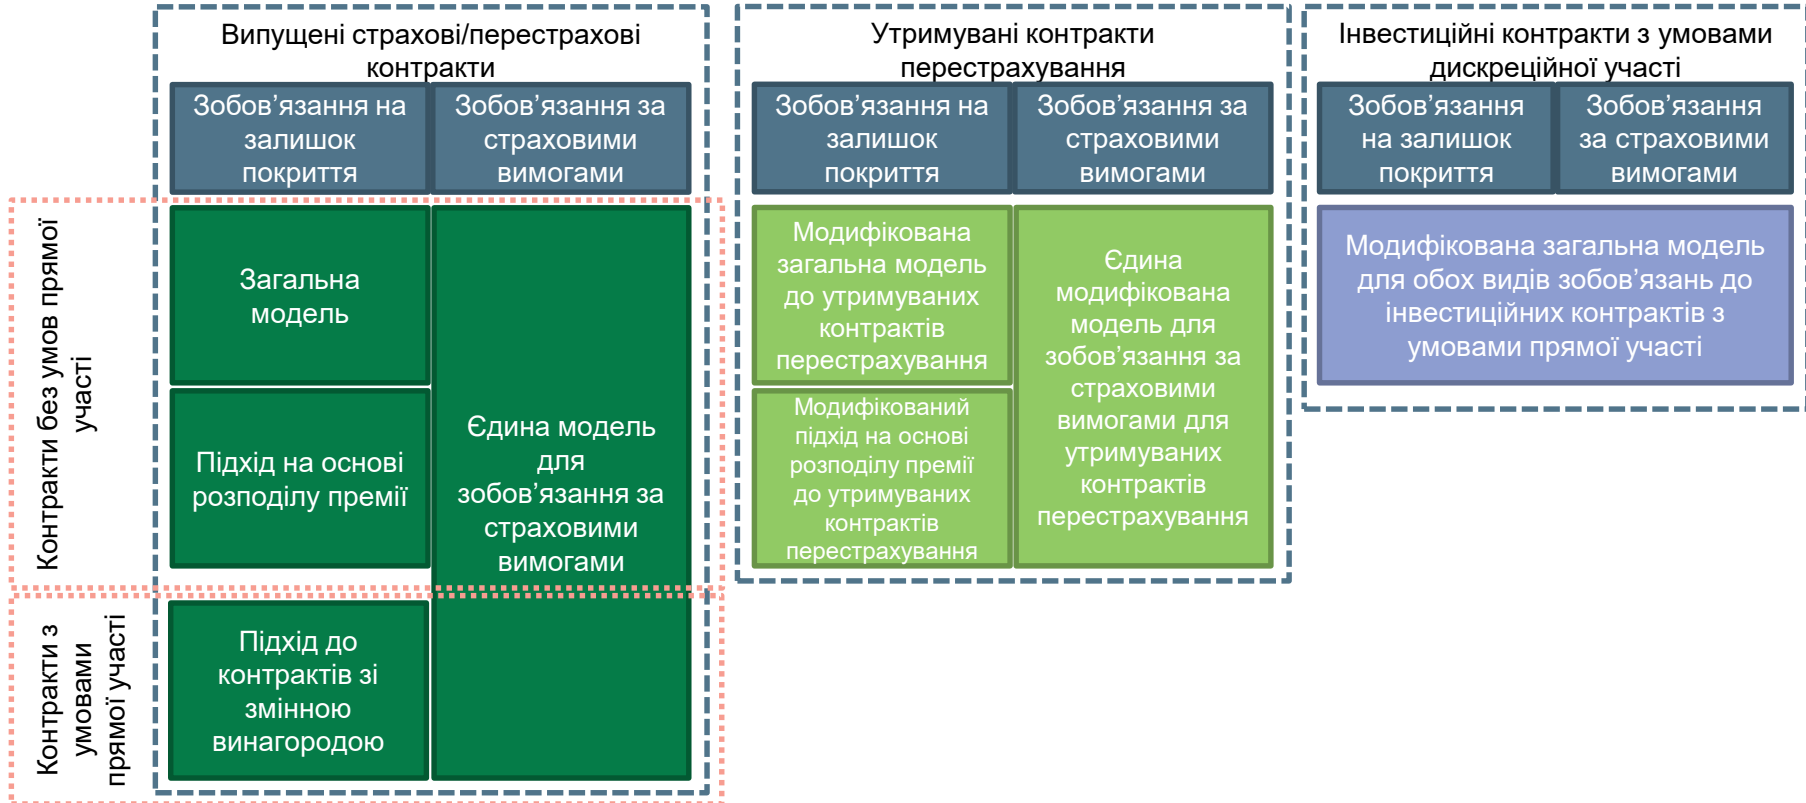 Випущені страхові/перестрахові
контракти
Зобов’язання на
залишок
покриття
Зобов’язання за
страховими
вимогами
Контракти без умов прямої
участі
Загальна
модель
Підхід на основі
розподілу премії
Єдина модель
для
зобов’язання за
страховими
вимогами
Контракти з
умовами
прямої участі
Підхід до
контрактів зі
змінною
винагородою
Утримувані контракти
перестрахування
Зобов’язання на
залишок
покриття
Зобов’язання за
страховими
вимогами
Модифікована
загальна модель
до утримуваних
контрактів
перестрахування
Модифікований
підхід на основі
розподілу премії
до утримуваних
контрактів
перестрахування
Єдина
модифікована
модель для
зобов’язання за
страховими
вимогами для
утримуваних
контрактів
перестрахування
Інвестиційні контракти з умовами
дискреційної участі
Зобов’язання
на залишок
покриття
Зобов’язання
за страховими
вимогами
Модифікована загальна модель
для обох видів зобов’язань до
інвестиційних контрактів з
умовами прямої участі